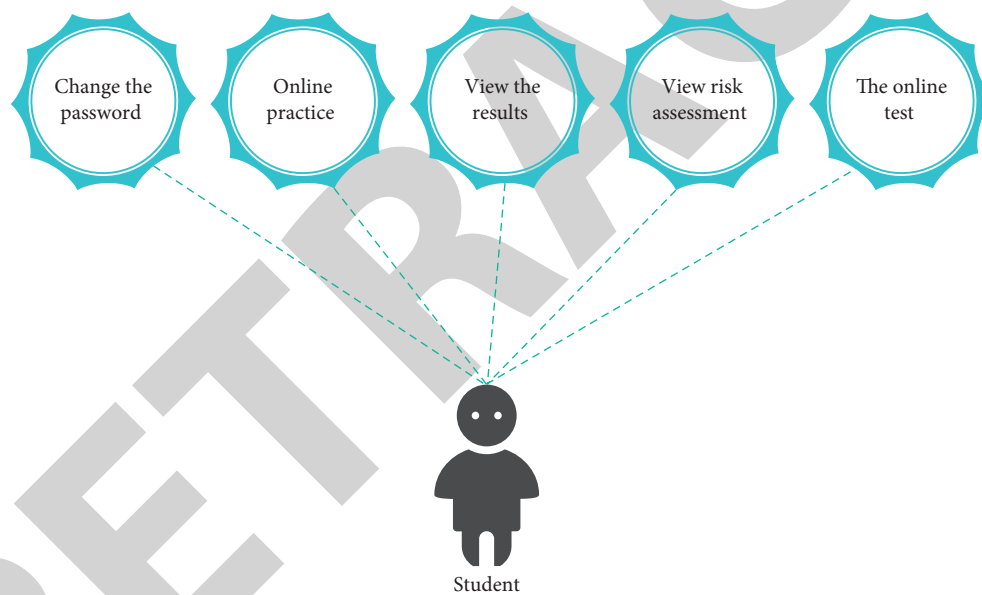 Change the
password
Online
practice
View the
results
View risk
assessment
The online
test
Student